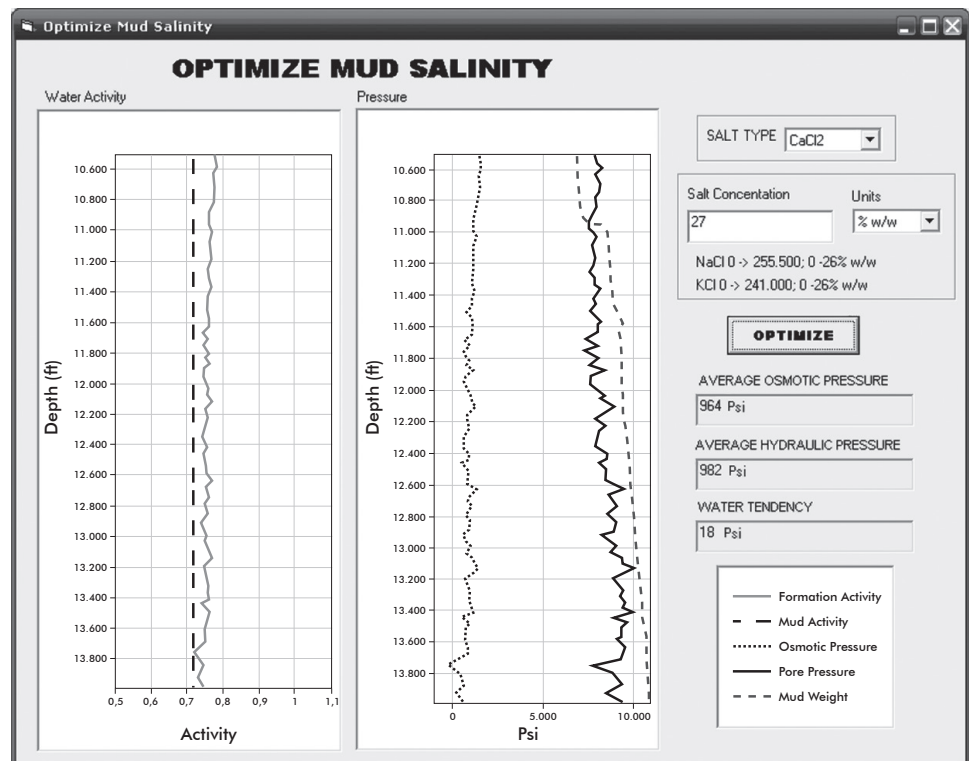 Optimize Mud Salinity
OPTIMIZE MUD SALINITY
Water Activity
10.600
10.800
11.000
11.200
11.400
11.600
11.800
12.000
12.200
12.400
12.600
12.800
13.000
13.200
13.400
13.600
13.800
Depth (ft)
0,5 0,6 0,7 0,8 0,9 1 1,1
Activity
Pressure
10.600
10.800
11.000
11.200
11.400
11.600
11.800
12.000
12.200
12.400
12.600
12.800
13.000
13.200
13.400
13.600
13.800
Depth (ft)
0 5.000 10.000
Psi
SALT TYPE CaCl2
Salt Concentation Units
27 % w/w
NaCl 0 -> 255.500; 0 -26% w/w
KCl 0 -> 241.000; 0 -26% w/w
OPTIMIZE
AVERAGE OSMOTIC PRESSURE
964 Psi
AVERAGE HYDRAULIC PRESSURE
982 Psi
WATER TENDENCY
18 Psi
Formation Activity
Mud Activity
Osmotic Pressure
Pore Pressure
Mud Weight